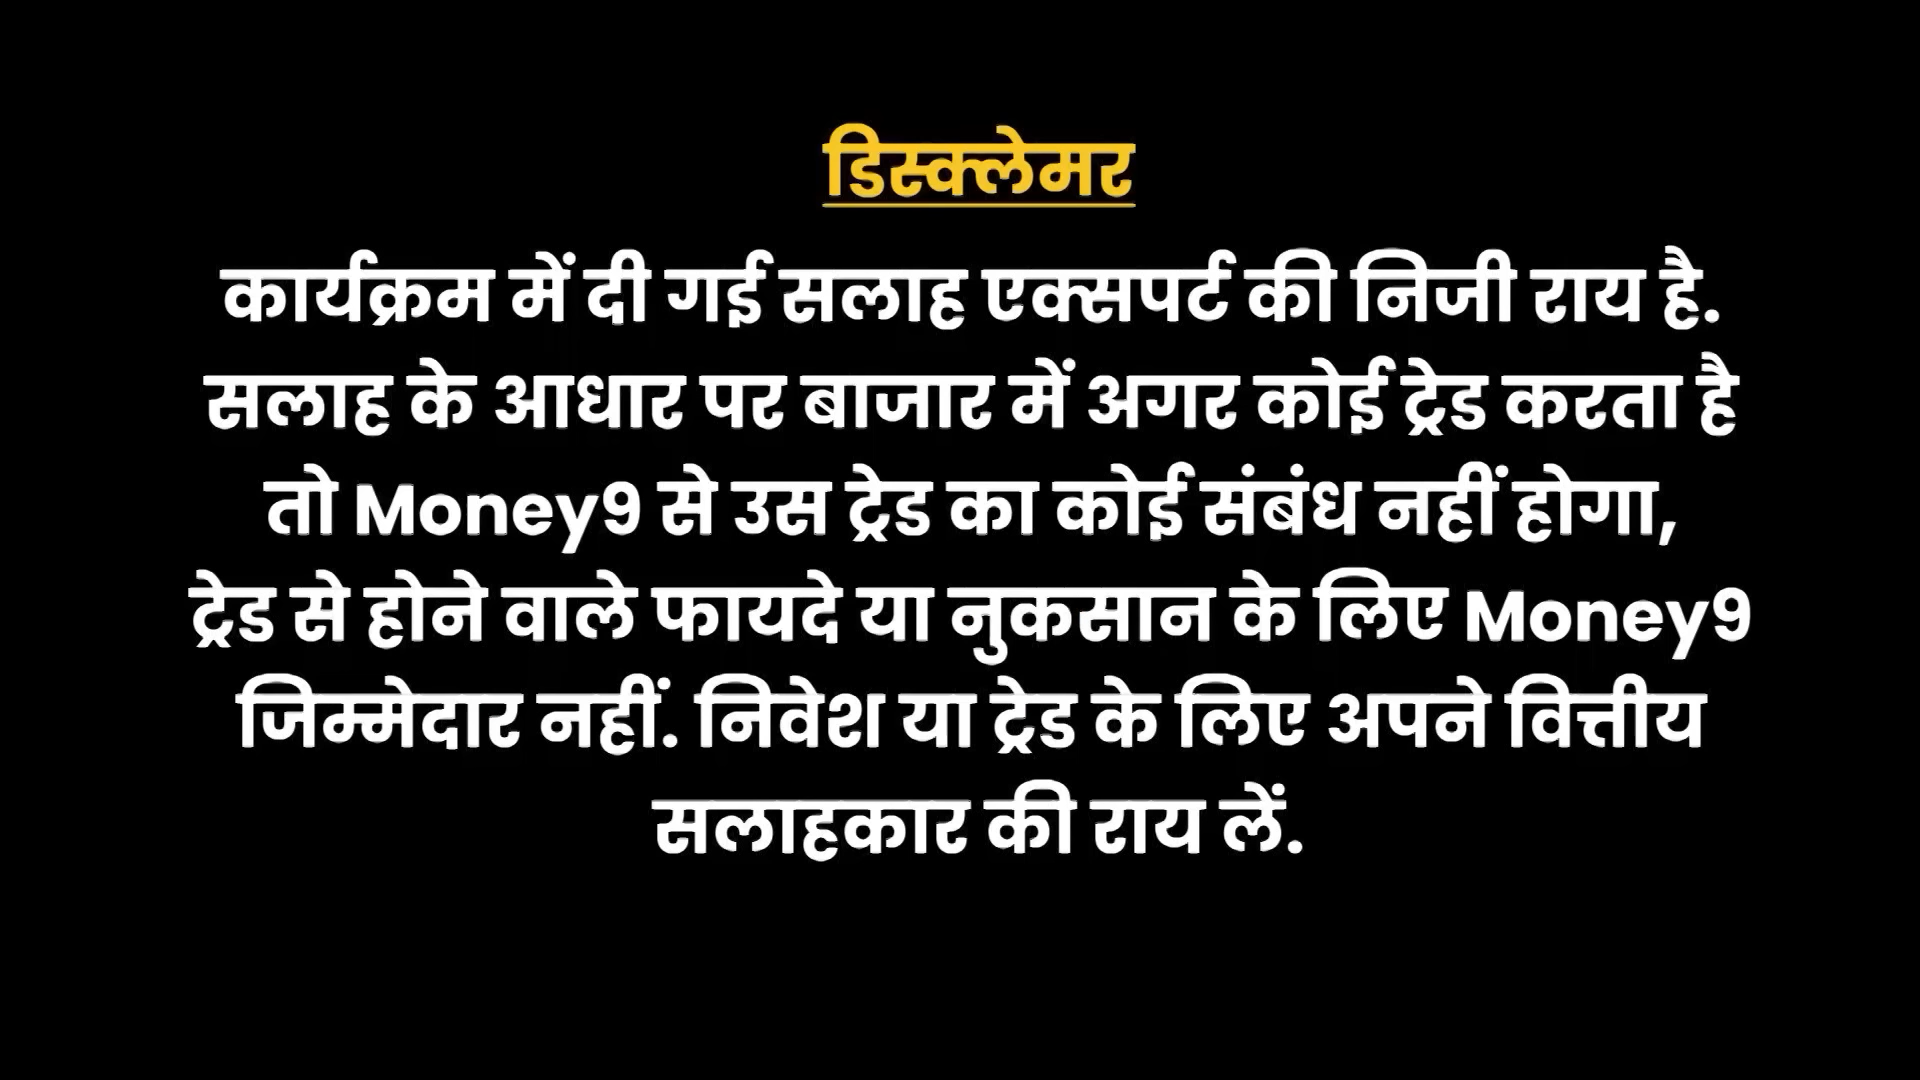 डिस्क्लेमर
कार्यक्रम में दी गई सलाह एक्सपर्ट की निजी राय है.
सलाह के आधार पर बाजार में अगर कोई ट्रेड करता है
तो Money9 से उस ट्रेड का कोई संबंध नहीं होगा,
ट्रेड से होने वाले फायदे या नुकसान के लिए Money9
जिम्मेदार नहीं. निवेश या ट्रेड के लिए अपने वित्तीय
सलाहकार की राय लें.